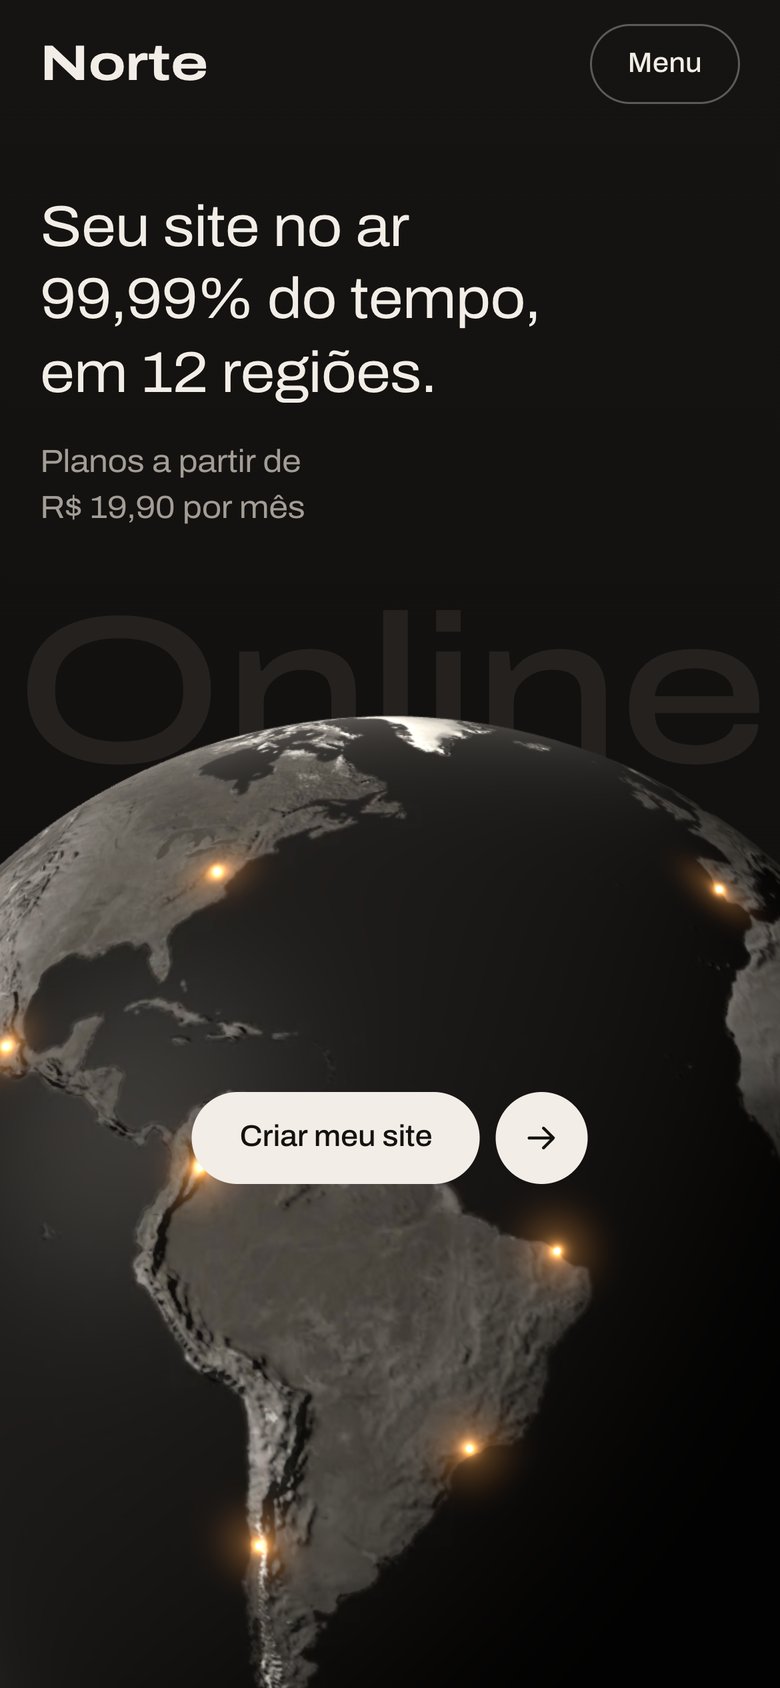 Norte
Menu
Seu site no ar
99,99% do tempo,
em 12 regiões.
Planos a partir de
R$ 19,90 por mês
Online
Criar meu site